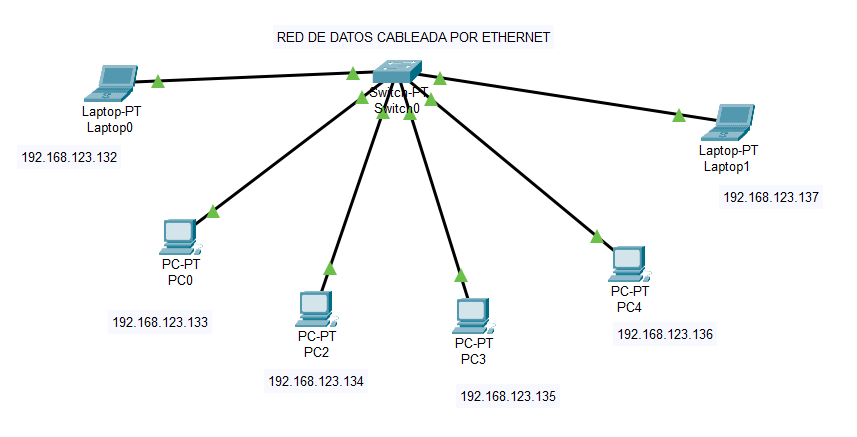 RED DE DATOS CABLEADA POR ETHERNET
Switch-PT
Switch0
Laptop-PT
Laptop0
192.168.123.132
Laptop-PT
Laptop1
192.168.123.137
PC-PT
PC0
192.168.123.133
PC-PT
PC2
192.168.123.134
PC-PT
PC3
192.168.123.135
PC-PT
PC4
192.168.123.136